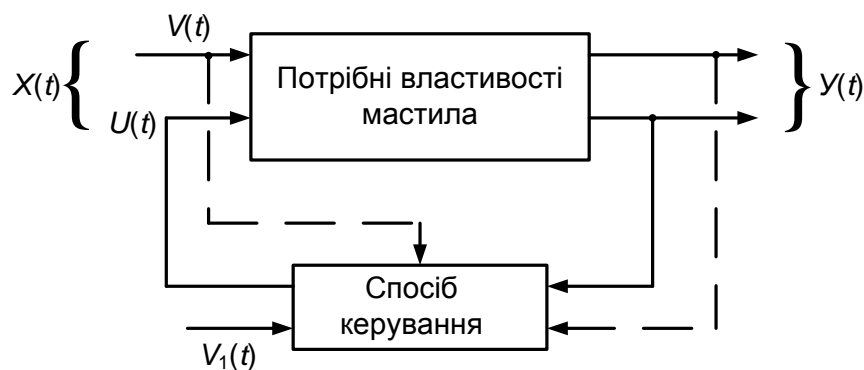 V(t)
X(t)
U(t)
Потрібні властивості
мастила
У(t)
Спосіб
керування
V₁(t)